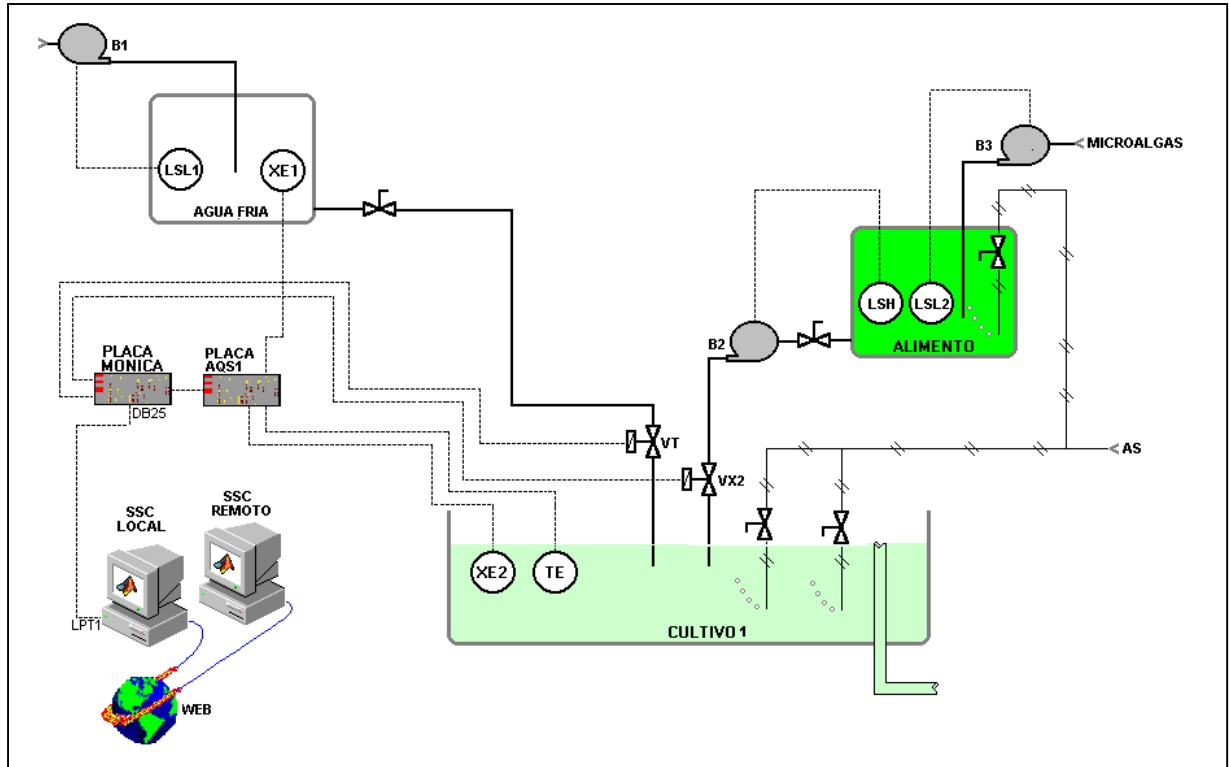 B1
LSL1
XE1
AGUA FRIA
B3
MICROALGAS
LSH
LSL2
ALIMENTO
B2
PLACA
MONICA
PLACA
AQS1
DB25
VT
VX2
AS
SSC
LOCAL
SSC
REMOTO
XE2
TE
LPT1
CULTIVO 1
WEB